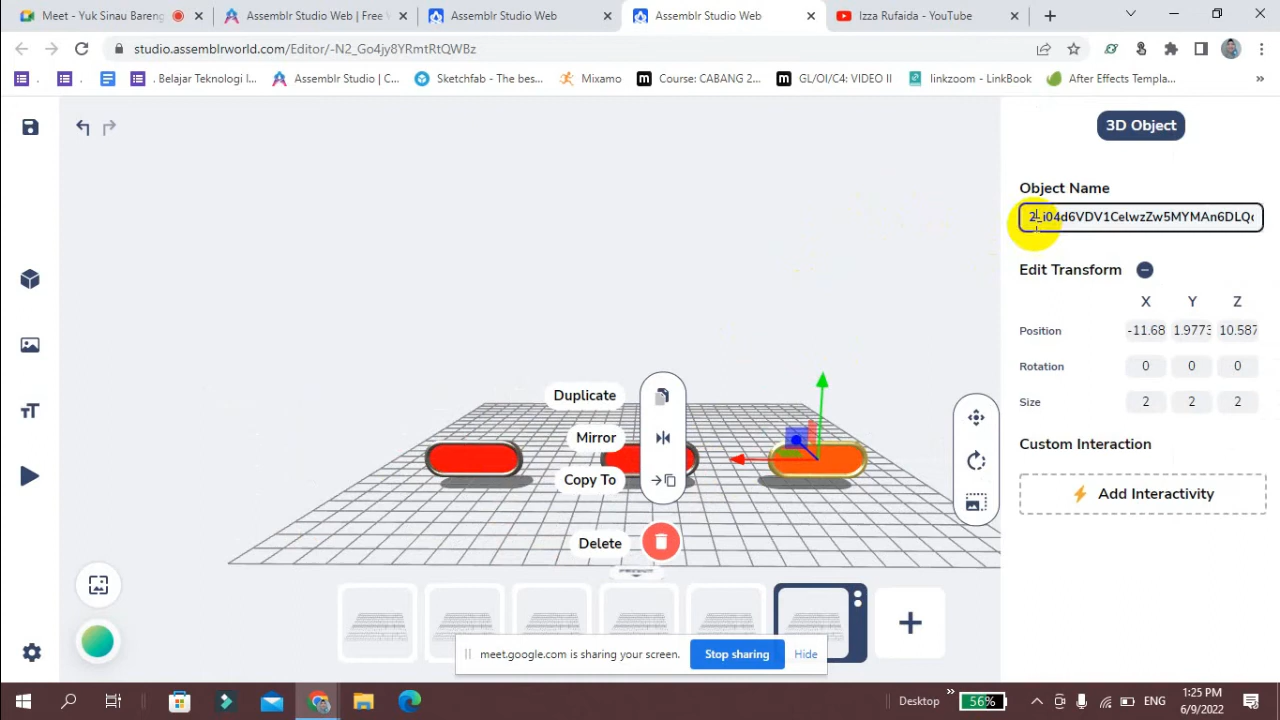 Meet - Yuk Sinau Bareng
Assemblr Studio Web | Free V
Assemblr Studio Web
Assemblr Studio Web
Izza Rufaida - YouTube
studio.assemblrworld.com/Editor/-N2_Go4jy8YRmtRtQWBz
.
.
Belajar Teknologi I...
Assemblr Studio | C...
Sketchfab - The bes...
Mixamo
Course: CABANG 2...
GL/OI/C4: VIDEO II
linkzoom - LinkBook
After Effects Templa...
»
3D Object
Object Name
2_i04d6VDV1CelwzZw5MYMAn6DLQc
Edit Transform
X Y Z
Position -11.68 1.9773 10.587
Rotation 0 0 0
Size 2 2 2
Custom Interaction
Add Interactivity
Duplicate
Mirror
Copy To
Delete
meet.google.com is sharing your screen.
Stop sharing
Hide
Desktop
»
56%
ENG
1:25 PM
6/9/2022